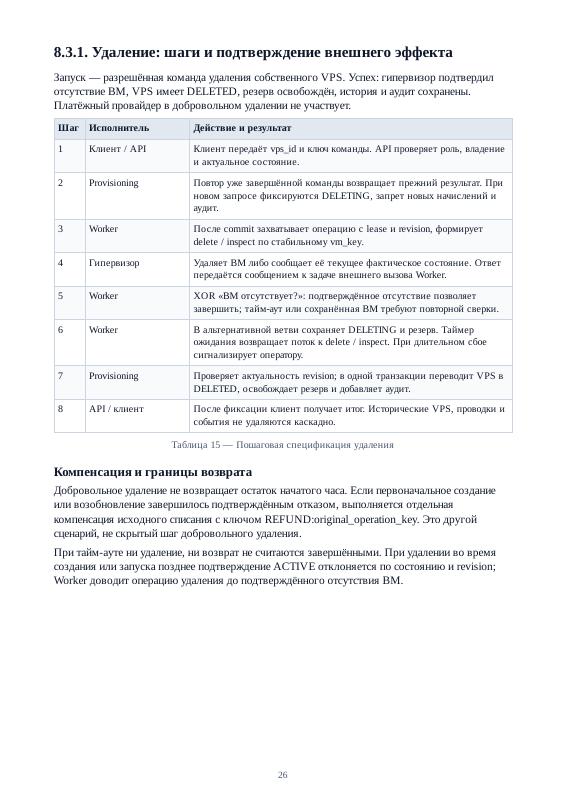 8.3.1. Удаление: шаги и подтверждение внешнего эффекта
Запуск — разрешённая команда удаления собственного VPS. Успех: гипервизор подтвердил
отсутствие ВМ, VPS имеет DELETED, резерв освобождён, история и аудит сохранены.
Платёжный провайдер в добровольном удалении не участвует.
Шаг Исполнитель Действие и результат
1 Клиент / API Клиент передаёт vps_id и ключ команды. API проверяет роль, владение
и актуальное состояние.
2 Provisioning Повтор уже завершённой команды возвращает прежний результат. При
новом запросе фиксируются DELETING, запрет новых начислений и
аудит.
3 Worker После commit захватывает операцию с lease и revision, формирует
delete / inspect по стабильному vm_key.
4 Гипервизор Удаляет ВМ либо сообщает её текущее фактическое состояние. Ответ
передаётся сообщением к задаче внешнего вызова Worker.
5 Worker XOR «ВМ отсутствует?»: подтверждённое отсутствие позволяет
завершить; тайм-аут или сохранённая ВМ требуют повторной сверки.
6 Worker В альтернативной ветви сохраняет DELETING и резерв. Таймер
ожидания возвращает поток к delete / inspect. При длительном сбое
сигнализирует оператору.
7 Provisioning Проверяет актуальность revision; в одной транзакции переводит VPS в
DELETED, освобождает резерв и добавляет аудит.
8 API / клиент После фиксации клиент получает итог. Исторические VPS, проводки и
события не удаляются каскадно.
Таблица 15 — Пошаговая спецификация удаления
Компенсация и границы возврата
Добровольное удаление не возвращает остаток начатого часа. Если первоначальное создание
или возобновление завершилось подтверждённым отказом, выполняется отдельная
компенсация исходного списания с ключом REFUND:original_operation_key. Это другой
сценарий, не скрытый шаг добровольного удаления.
При тайм-ауте ни удаление, ни возврат не считаются завершёнными. При удалении во время
создания или запуска позднее подтверждение ACTIVE отклоняется по состоянию и revision;
Worker доводит операцию удаления до подтверждённого отсутствия ВМ.
26